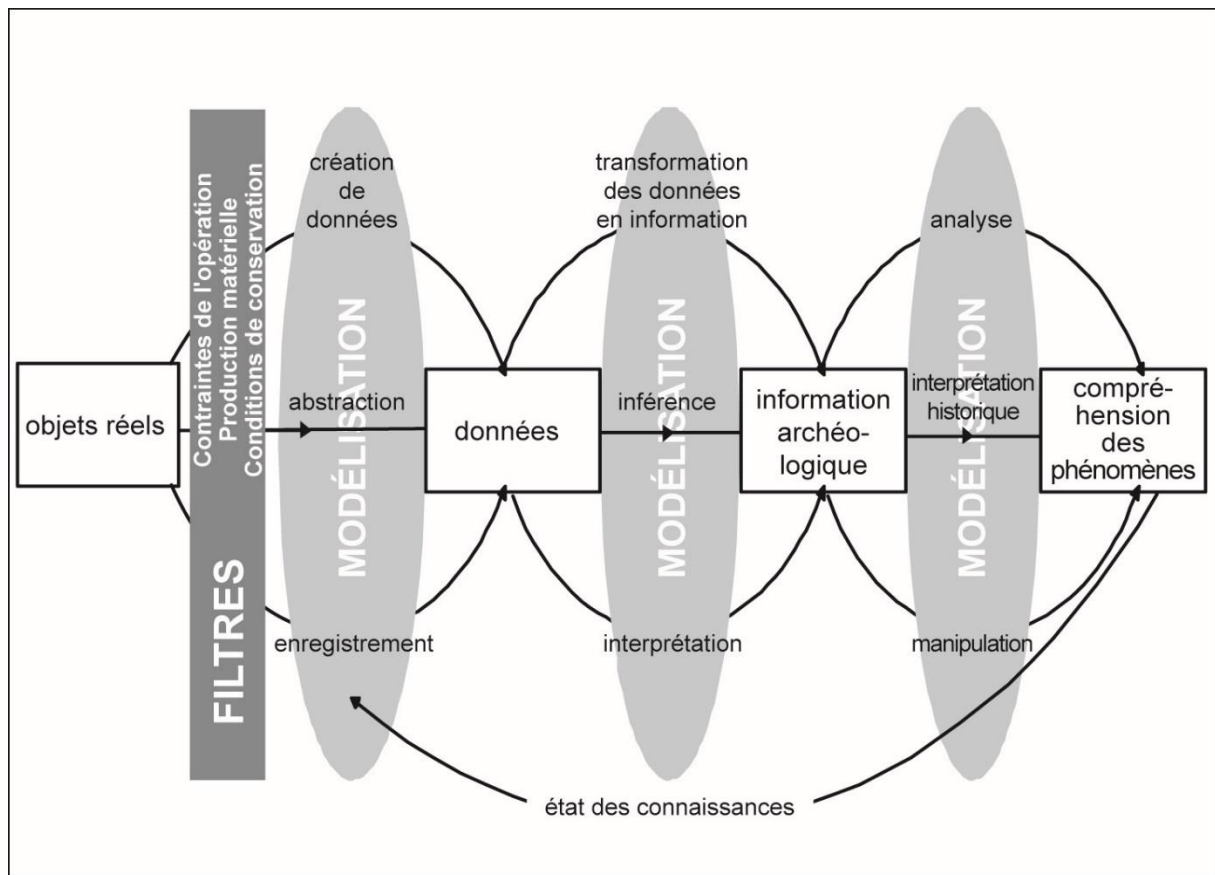 objets réels
Contraintes de l'opération
Production matérielle
Conditions de conservation
FILTRES
création
de
données
abstraction
MODÉLISATION
enregistrement
données
transformation
des données
en information
inférence
MODÉLISATION
interprétation
information
archéo-
logique
analyse
interprétation
historique
MODÉLISATION
manipulation
compré-
hension
des
phénomènes
état des connaissances